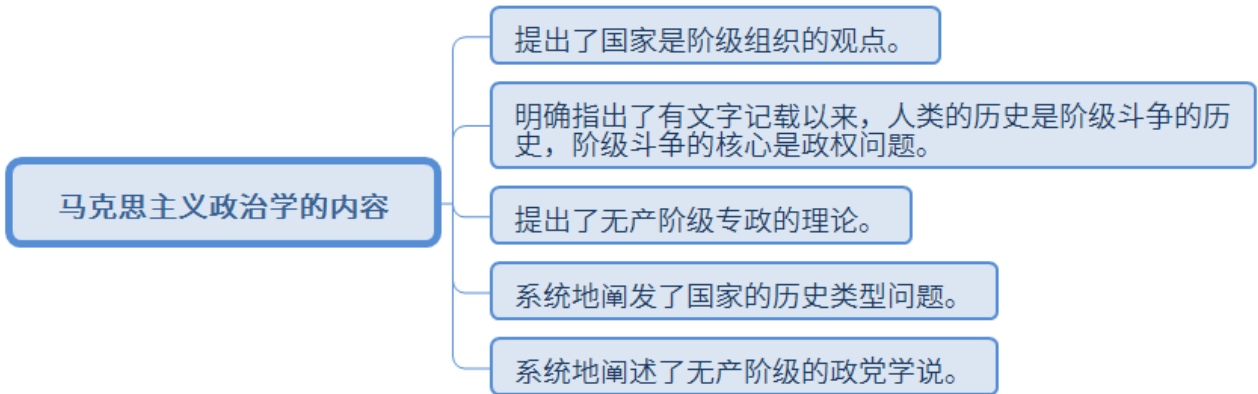 马克思主义政治学的内容
提出了国家是阶级组织的观点。
明确指出了有文字记载以来，人类的历史是阶级斗争的历
史，阶级斗争的核心是政权问题。
提出了无产阶级专政的理论。
系统地阐发了国家的历史类型问题。
系统地阐述了无产阶级的政党学说。